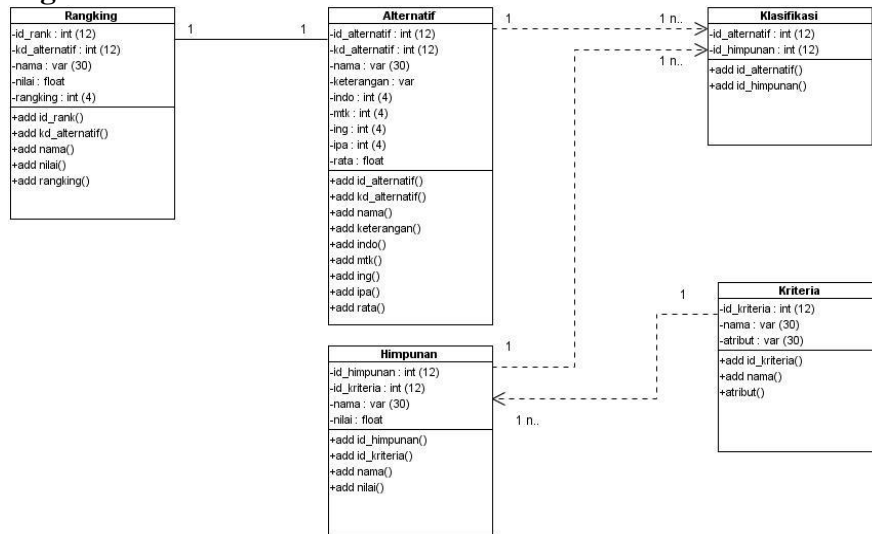 Rangking
-id_rank : int (12)
-kd_alternatif : int (12)
-nama : var (30)
-nilai : float
-rangking : int (4)
+add id_rank()
+add kd_alternatif()
+add nama()
+add nilai()
+add rangking()
1
1
Alternatif
-id_alternatif : int (12)
-kd_alternatif : int (12)
-nama : var (30)
-keterangan : var
-indo : int (4)
-mtk : int (4)
-ing : int (4)
-ipa : int (4)
-rata : float
+add id_alternatif()
+add kd_alternatif()
+add nama()
+add keterangan()
+add indo()
+add mtk()
+add ing()
+add ipa()
+add rata()
1
1 n..
1 n..
Klasifikasi
-id_alternatif : int (12)
-id_himpunan : int (12)
+add id_alternatif()
+add id_himpunan()
Himpunan
-id_himpunan : int (12)
-id_kriteria : int (12)
-nama : var (30)
-nilai : float
+add id_himpunan()
+add id_kriteria()
+add nama()
+add nilai()
1
1 n..
1
Kriteria
-id_kriteria : int (12)
-nama : var (30)
-atribut : var (30)
+add id_kriteria()
+add nama()
+atribut()